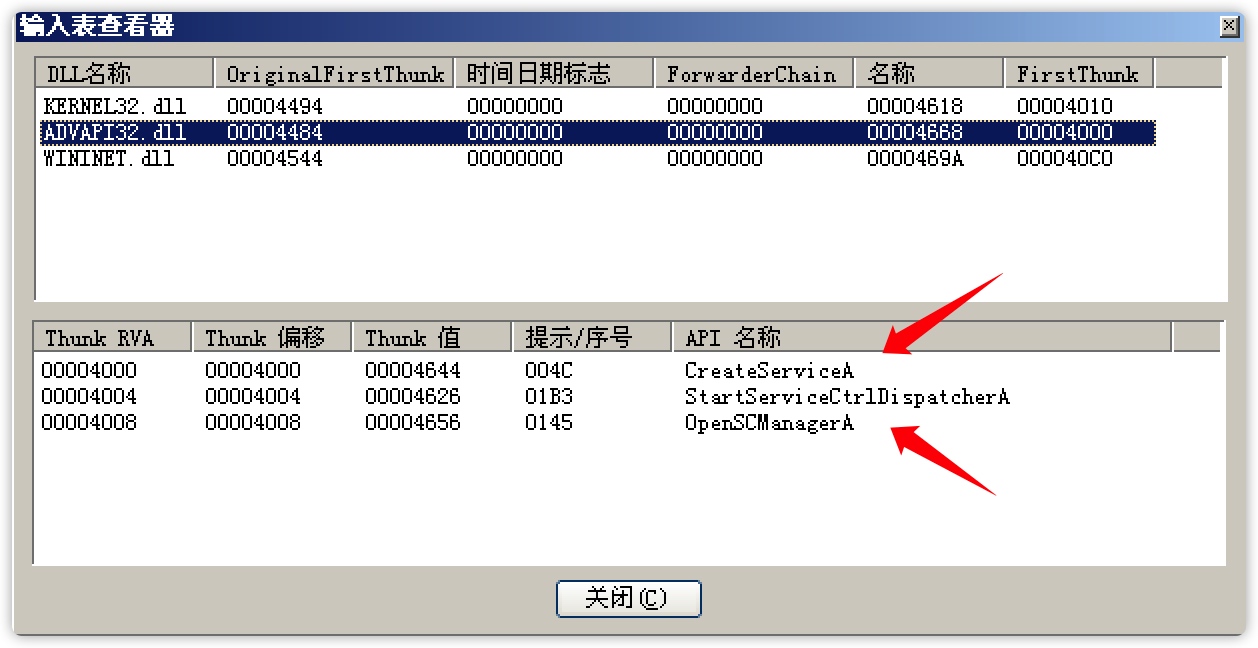 输入表查看器
DLL名称 OriginalFirstThunk 时间日期标志 ForwarderChain 名称 FirstThunk
KERNEL32.dll 00004494 00000000 00000000 00004618 00004010
ADVAPI32.dll 00004484 00000000 00000000 00004668 00004000
WININET.dll 00004544 00000000 00000000 0000469A 000040C0
Thunk RVA Thunk 偏移 Thunk 值 提示/序号 API 名称
00004000 00004000 00004644 004C CreateServiceA
00004004 00004004 00004626 01B3 StartServiceCtrlDispatcherA
00004008 00004008 00004656 0145 OpenSCManagerA
关闭(C)